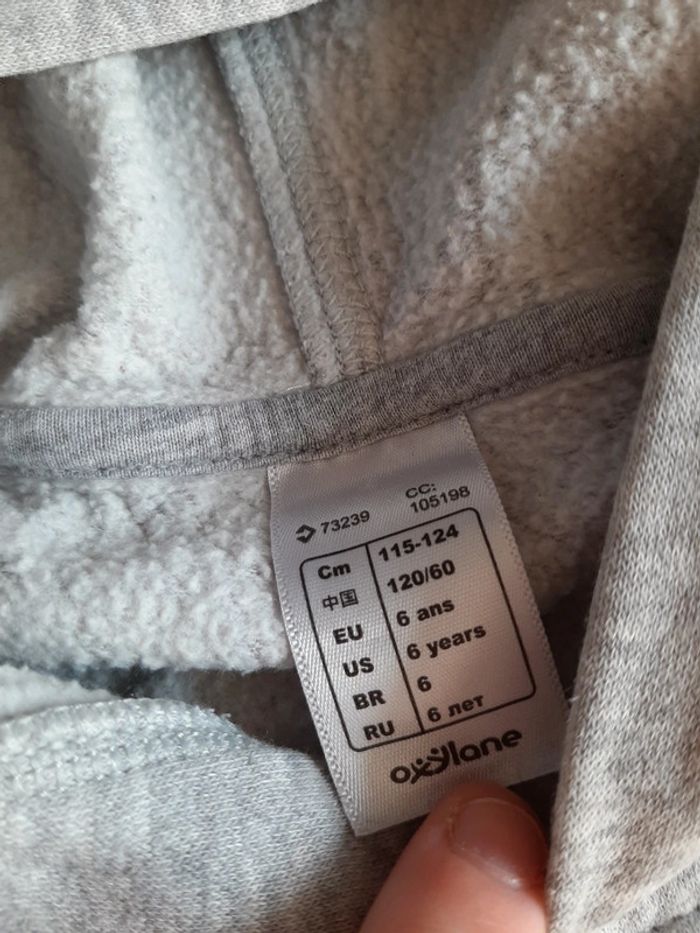 73239 CC: 105198
Cm 115-124
中国 120/60
EU 6 ans
US 6 years
BR 6
RU 6 лет
oxylane